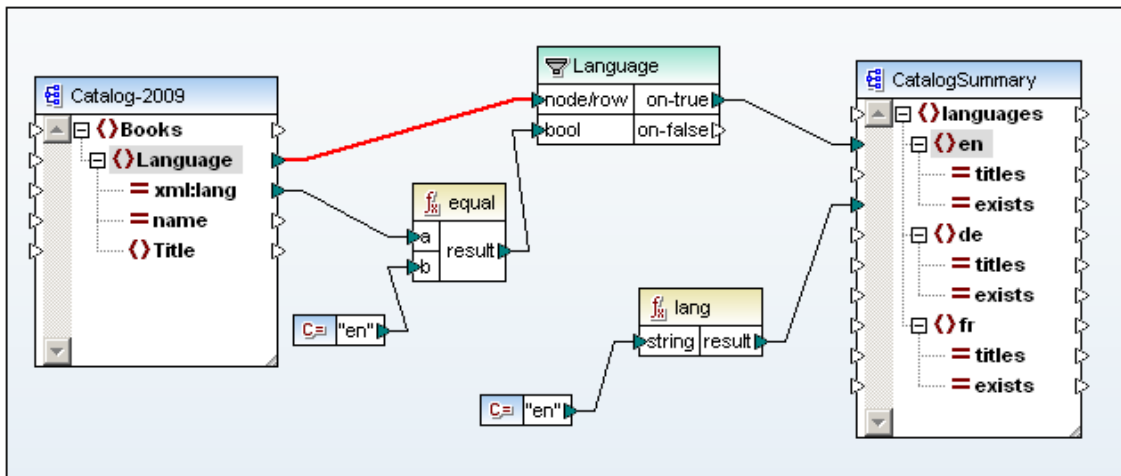 Catalog-2009
{}Books
{}Language
= xml:lang
= name
{}Title
Language
node/row on-true
bool on-false
equal
a
b
result
C= "en"
lang
string result
C= "en"
CatalogSummary
{}languages
{}en
= titles
= exists
{}de
= titles
= exists
{}fr
= titles
= exists